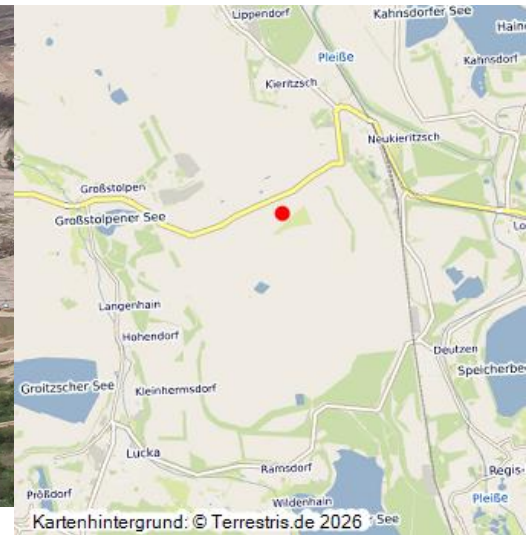 Lippendorf
Kahnsdorfer See
Hain
Pleiße
Kahnsdorf
Kieritzsch
Neukieritzsch
Großstolpen
Großstolpener See
Lo
Langenhain
Hohendorf
Deutzen
Speicherbe
Groitzscher See
Kleinhermsdorf
Lucka
Ramsdorf
Regis-
Prößdorf
Wildenhain
Pleiße
Kartenhintergrund: © Terrestris.de 2026
See